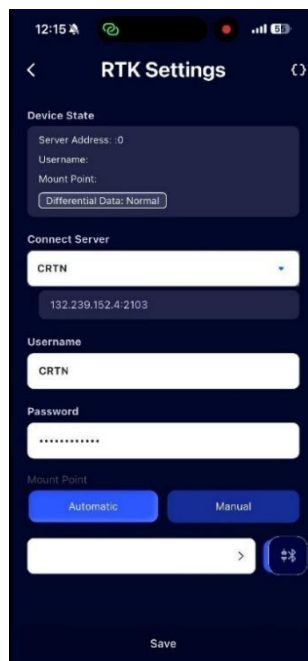 12:15
RTK Settings
Device State
Server Address: :0
Username:
Mount Point:
Differential Data: Normal
Connect Server
CRTN
132.239.152.4:2103
Username
CRTN
Password
••••••••••••
Mount Point
Automatic
Manual
Save